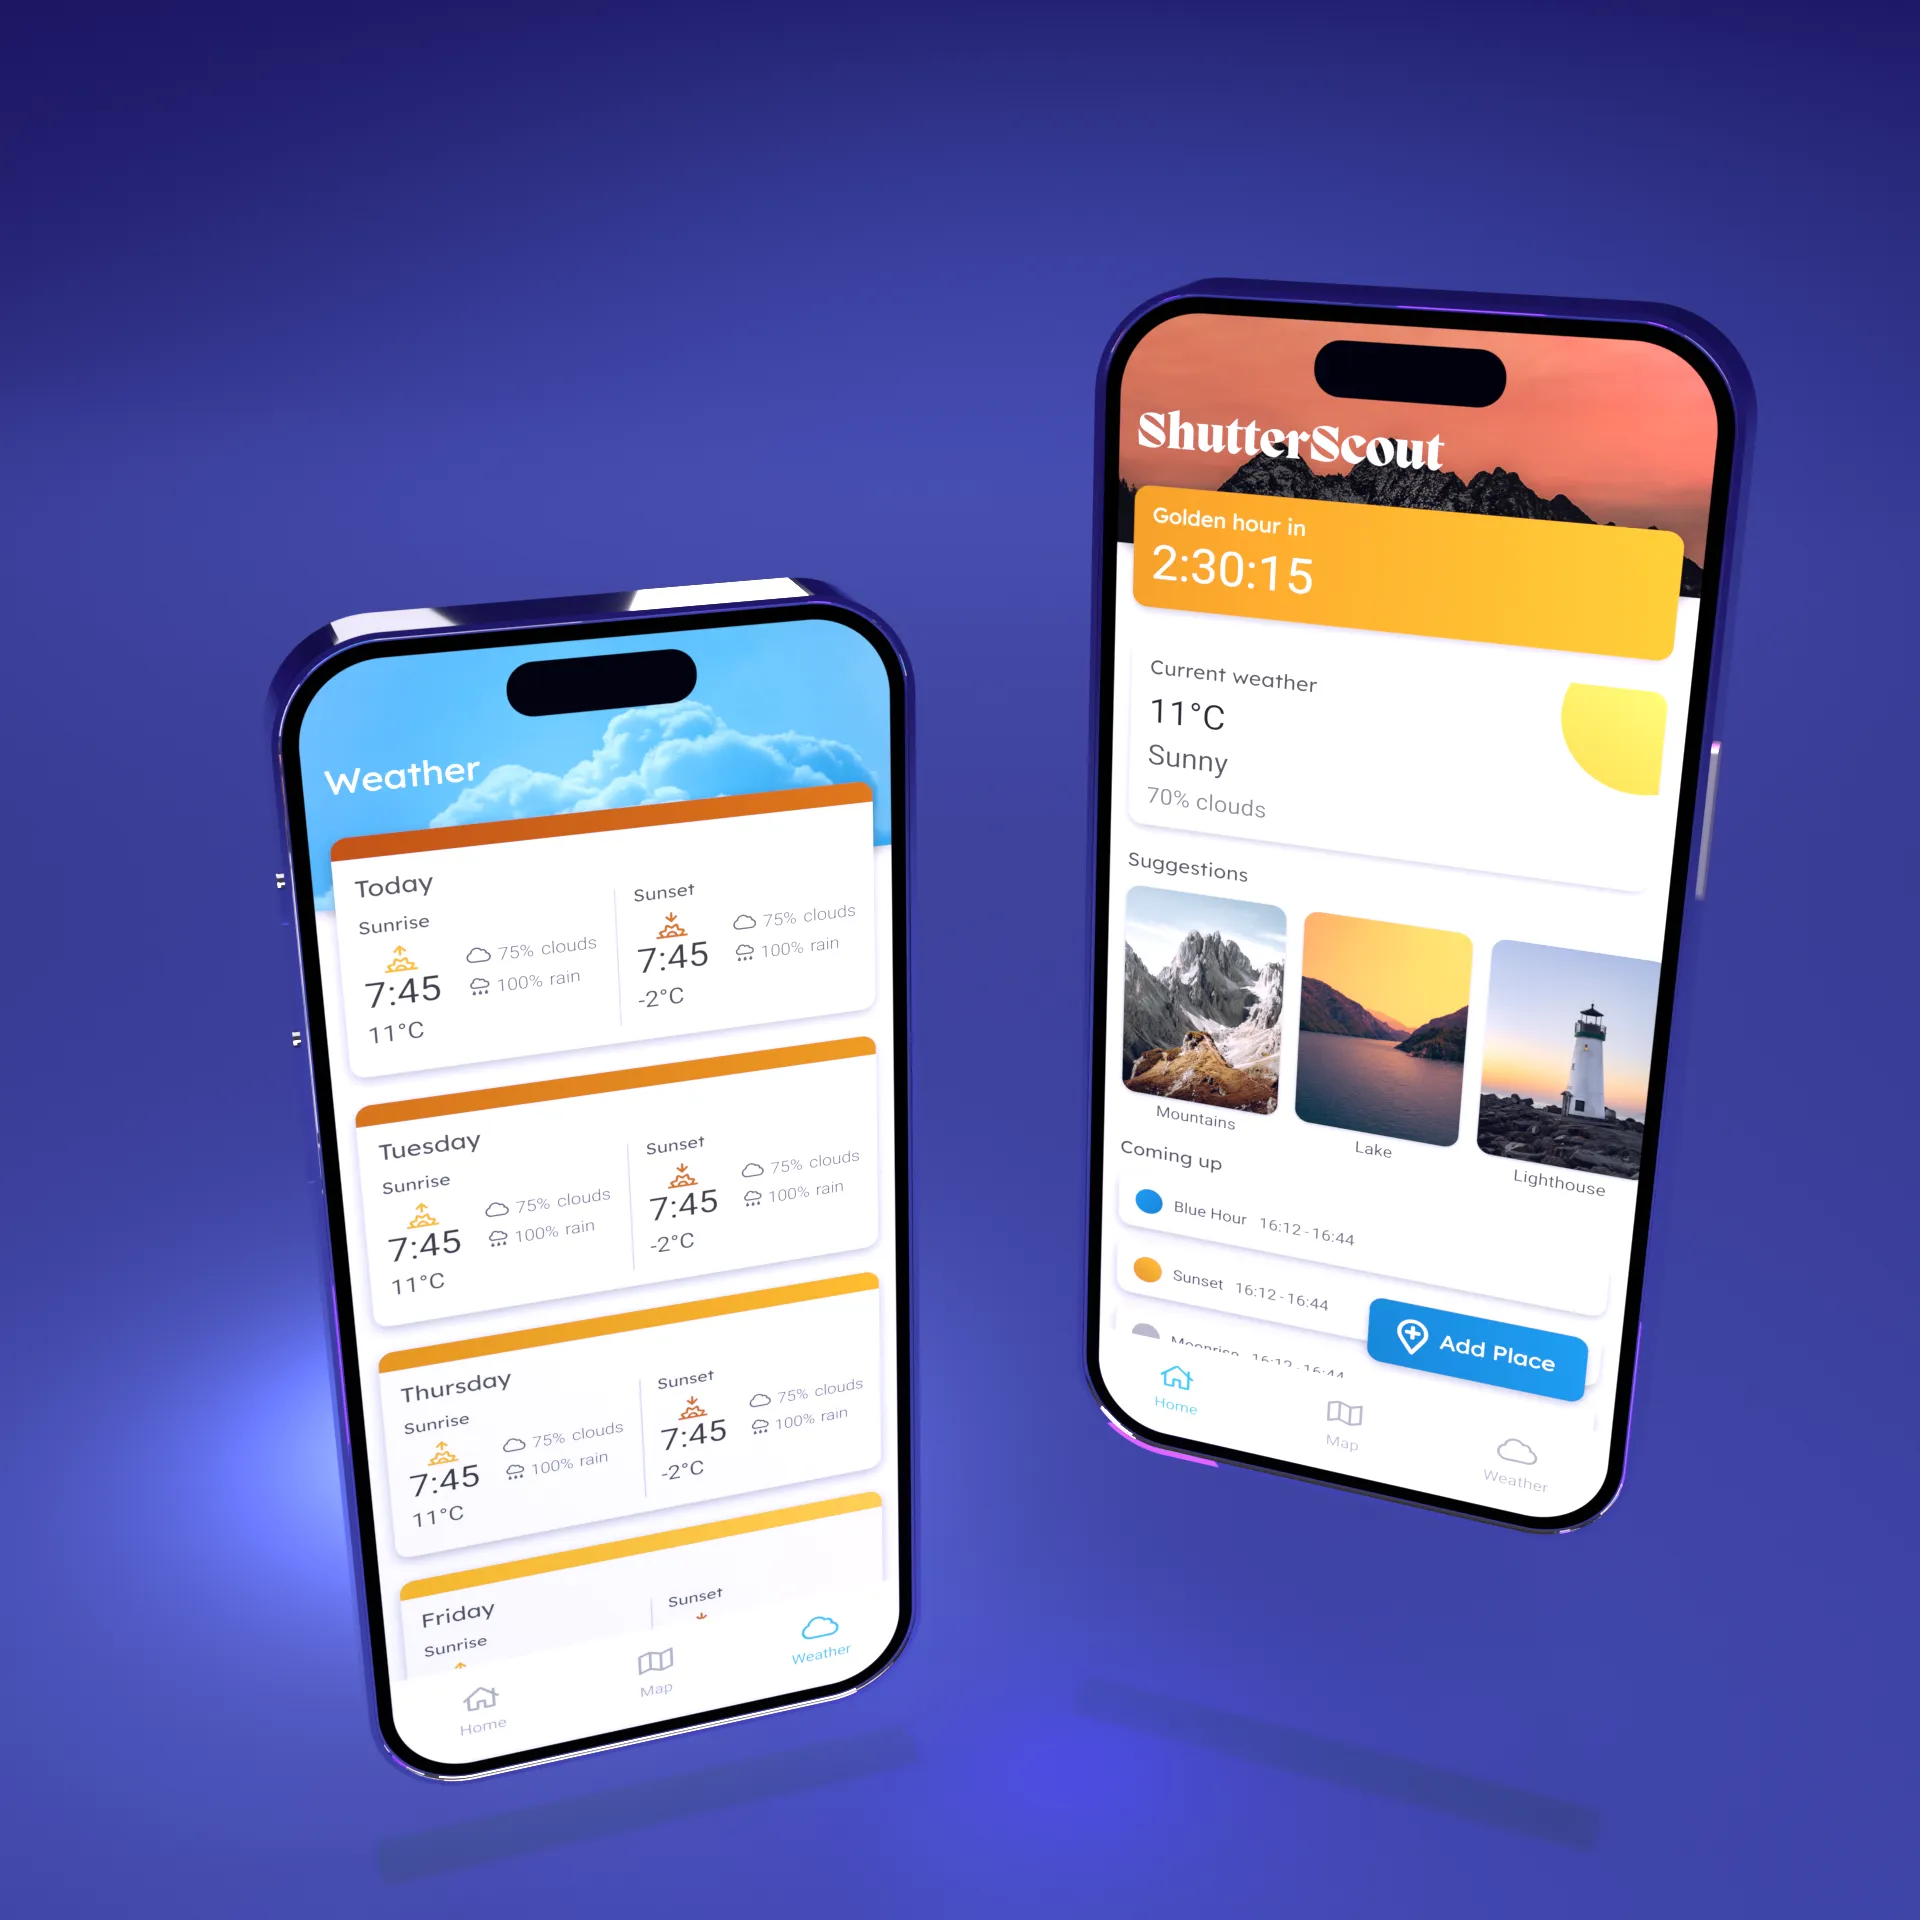 Weather
Today
Sunrise
7:45
11°C
75% clouds
100% rain
Sunset
7:45
-2°C
75% clouds
100% rain
Tuesday
Sunrise
7:45
11°C
75% clouds
100% rain
Sunset
7:45
-2°C
75% clouds
100% rain
Thursday
Sunrise
7:45
11°C
75% clouds
100% rain
Sunset
7:45
-2°C
75% clouds
100% rain
Friday
Sunrise
Sunset
Home
Map
Weather
ShutterScout
Golden hour in
2:30:15
Current weather
11°C
Sunny
70% clouds
Suggestions
Mountains
Lake
Lighthouse
Coming up
Blue Hour 16:12 - 16:44
Sunset 16:12 - 16:44
Moonrise 16:12 - 16:44
Add Place
Home
Map
Weather